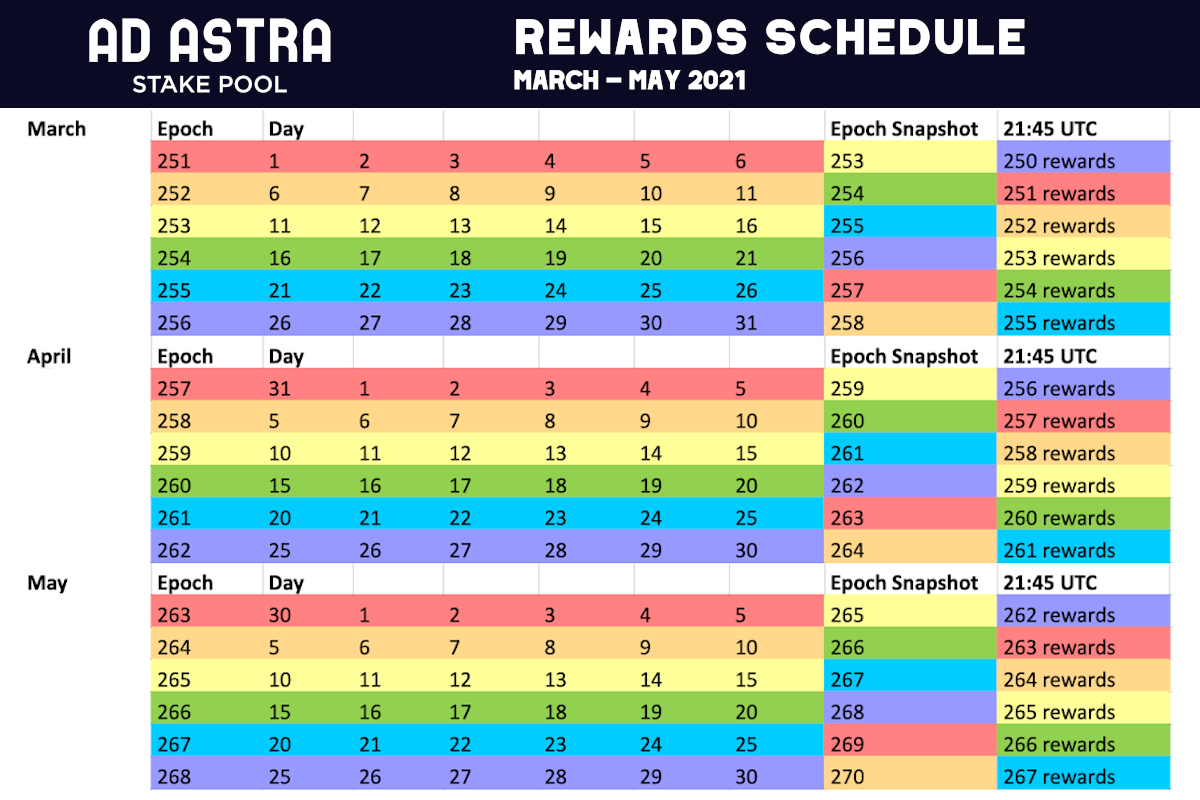 AD ASTRA
STAKE POOL
REWARDS SCHEDULE
MARCH – MAY 2021
March Epoch Day Epoch Snapshot 21:45 UTC
251 1 2 3 4 5 6 253 250 rewards
252 6 7 8 9 10 11 254 251 rewards
253 11 12 13 14 15 16 255 252 rewards
254 16 17 18 19 20 21 256 253 rewards
255 21 22 23 24 25 26 257 254 rewards
256 26 27 28 29 30 31 258 255 rewards
April Epoch Day Epoch Snapshot 21:45 UTC
257 31 1 2 3 4 5 259 256 rewards
258 5 6 7 8 9 10 260 257 rewards
259 10 11 12 13 14 15 261 258 rewards
260 15 16 17 18 19 20 262 259 rewards
261 20 21 22 23 24 25 263 260 rewards
262 25 26 27 28 29 30 264 261 rewards
May Epoch Day Epoch Snapshot 21:45 UTC
263 30 1 2 3 4 5 265 262 rewards
264 5 6 7 8 9 10 266 263 rewards
265 10 11 12 13 14 15 267 264 rewards
266 15 16 17 18 19 20 268 265 rewards
267 20 21 22 23 24 25 269 266 rewards
268 25 26 27 28 29 30 270 267 rewards